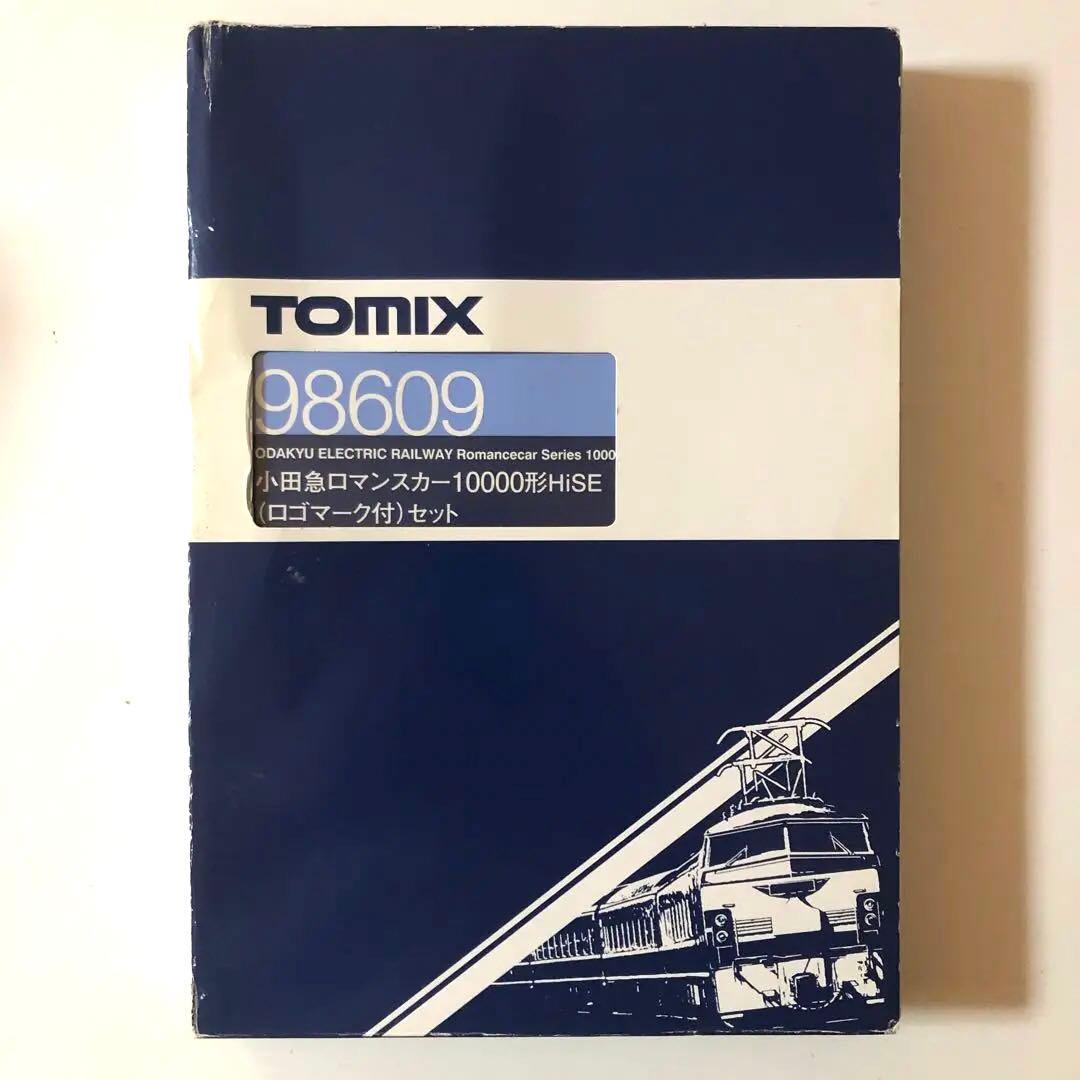 TOMIX
98609
ODAKYU ELECTRIC RAILWAY Romancecar Series 1000
小田急ロマンスカー10000形HiSE
(ロゴマーク付)セット